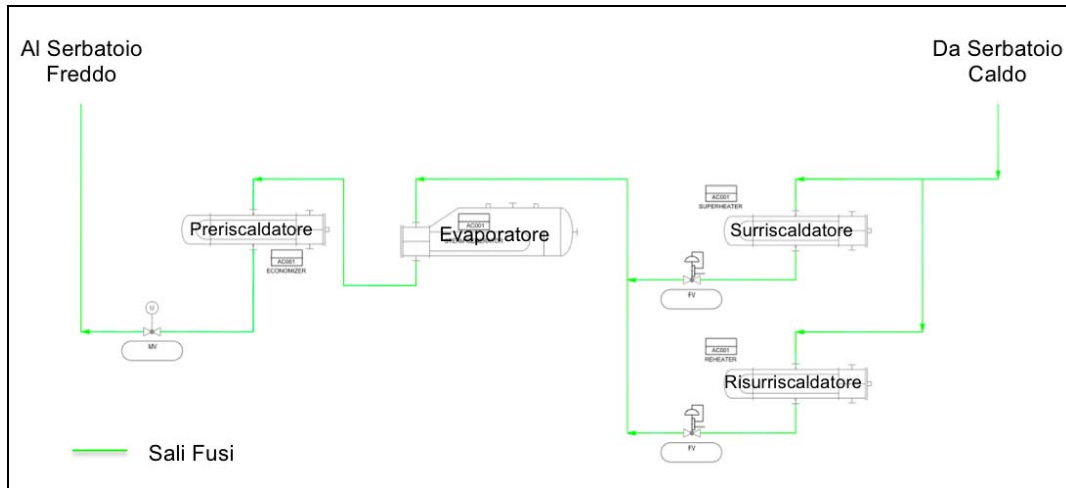 Al Serbatoio
Freddo
Da Serbatoio
Caldo
AC001
SUPERHEATER
Preriscaldatore
AC001
Evaporatore
Surriscaldatore
AC001
ECONOMIZER
FV
MV
AC001
REHEATER
Risurriscaldatore
FV
Sali Fusi